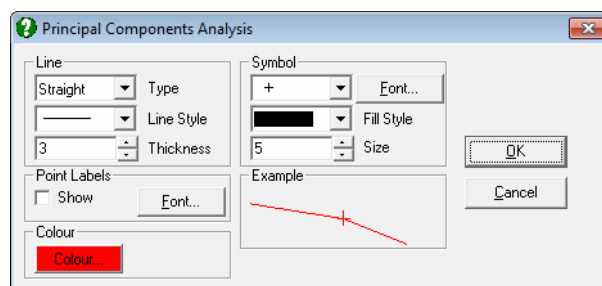 Principal Components Analysis
Line
Straight
Type
Line Style
3
Thickness
Symbol
+
Font...
Fill Style
5
Size
Point Labels
Show
Font...
Example
Colour
Colour...
OK
Cancel